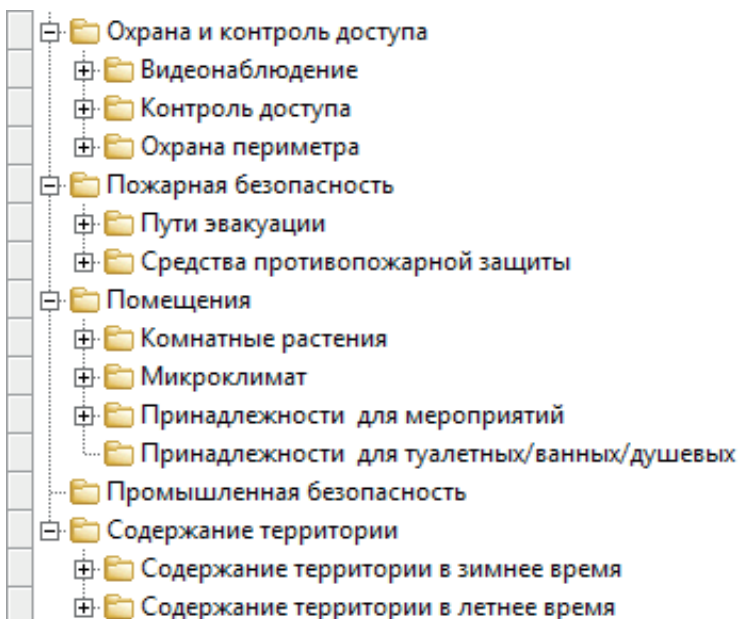 Охрана и контроль доступа
Видеонаблюдение
Контроль доступа
Охрана периметра
Пожарная безопасность
Пути эвакуации
Средства противопожарной защиты
Помещения
Комнатные растения
Микроклимат
Принадлежности  для мероприятий
Принадлежности  для туалетных/ванных/душевых
Промышленная безопасность
Содержание территории
Содержание территории в зимнее время
Содержание территории в летнее время